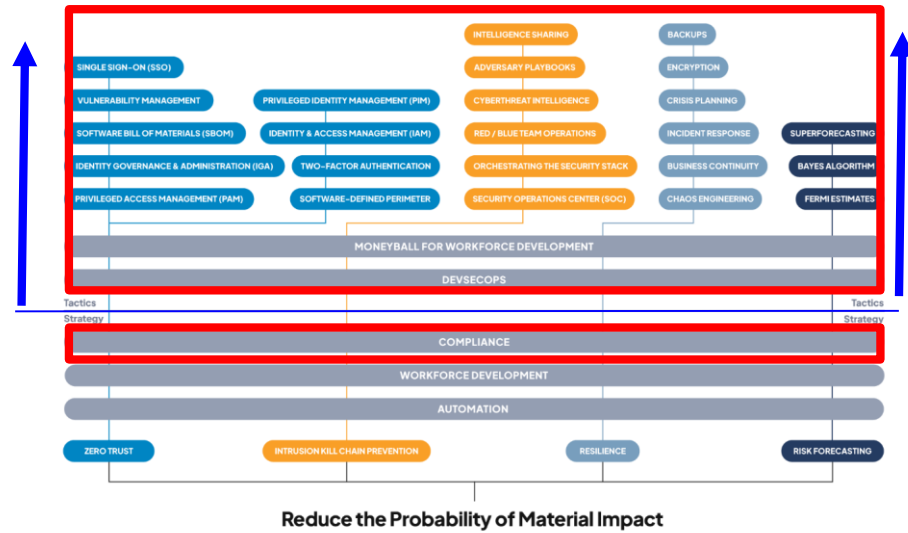 INTELLIGENCE SHARING
BACKUPS
SINGLE SIGN-ON (SSO)
ADVERSARY PLAYBOOKS
ENCRYPTION
VULNERABILITY MANAGEMENT
PRIVILEGED IDENTITY MANAGEMENT (PIM)
CYBERTHREAT INTELLIGENCE
CRISIS PLANNING
SOFTWARE BILL OF MATERIALS (SBOM)
IDENTITY & ACCESS MANAGEMENT (IAM)
RED / BLUE TEAM OPERATIONS
INCIDENT RESPONSE
SUPERFORECASTING
IDENTITY GOVERNANCE & ADMINISTRATION (IGA)
TWO-FACTOR AUTHENTICATION
ORCHESTRATING THE SECURITY STACK
BUSINESS CONTINUITY
BAYES ALGORITHM
PRIVILEGED ACCESS MANAGEMENT (PAM)
SOFTWARE-DEFINED PERIMETER
SECURITY OPERATIONS CENTER (SOC)
CHAOS ENGINEERING
FERMI ESTIMATES
MONEYBALL FOR WORKFORCE DEVELOPMENT
DEVSECOPS
Tactics
Tactics
Strategy
Strategy
COMPLIANCE
WORKFORCE DEVELOPMENT
AUTOMATION
ZERO TRUST
INTRUSION KILL CHAIN PREVENTION
RESILIENCE
RISK FORECASTING
Reduce the Probability of Material Impact